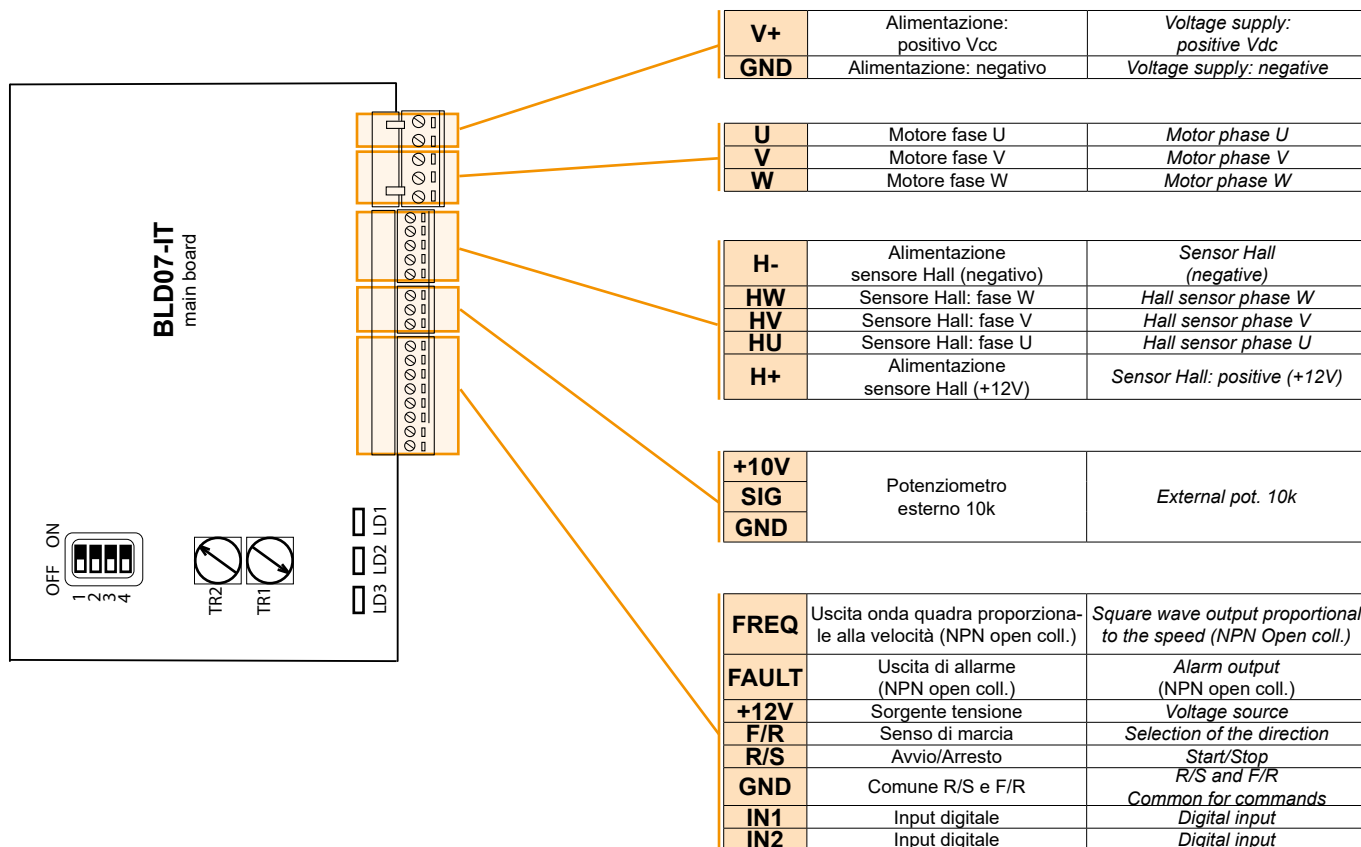 V+ Alimentazione: positivo Vcc Voltage supply: positive Vdc
GND Alimentazione: negativo Voltage supply: negative
U Motore fase U Motor phase U
V Motore fase V Motor phase V
W Motore fase W Motor phase W
H- Alimentazione sensore Hall (negativo) Sensor Hall (negative)
HW Sensore Hall: fase W Hall sensor phase W
HV Sensore Hall: fase V Hall sensor phase V
HU Sensore Hall: fase U Hall sensor phase U
H+ Alimentazione sensore Hall (+12V) Sensor Hall: positive (+12V)
+10V
SIG Potenziometro esterno 10k External pot. 10k
GND
FREQ Uscita onda quadra proporziona-le alla velocità (NPN open coll.) Square wave output proportional to the speed (NPN Open coll.)
FAULT Uscita di allarme (NPN open coll.) Alarm output (NPN open coll.)
+12V Sorgente tensione Voltage source
F/R Senso di marcia Selection of the direction
R/S Avvio/Arresto Start/Stop
GND Comune R/S e F/R R/S and F/R Common for commands
IN1 Input digitale Digital input
IN2 Input digitale Digital input
BLD07-IT
main board
OFF ON
1 2 3 4
TR2
TR1
LD1
LD2
LD3